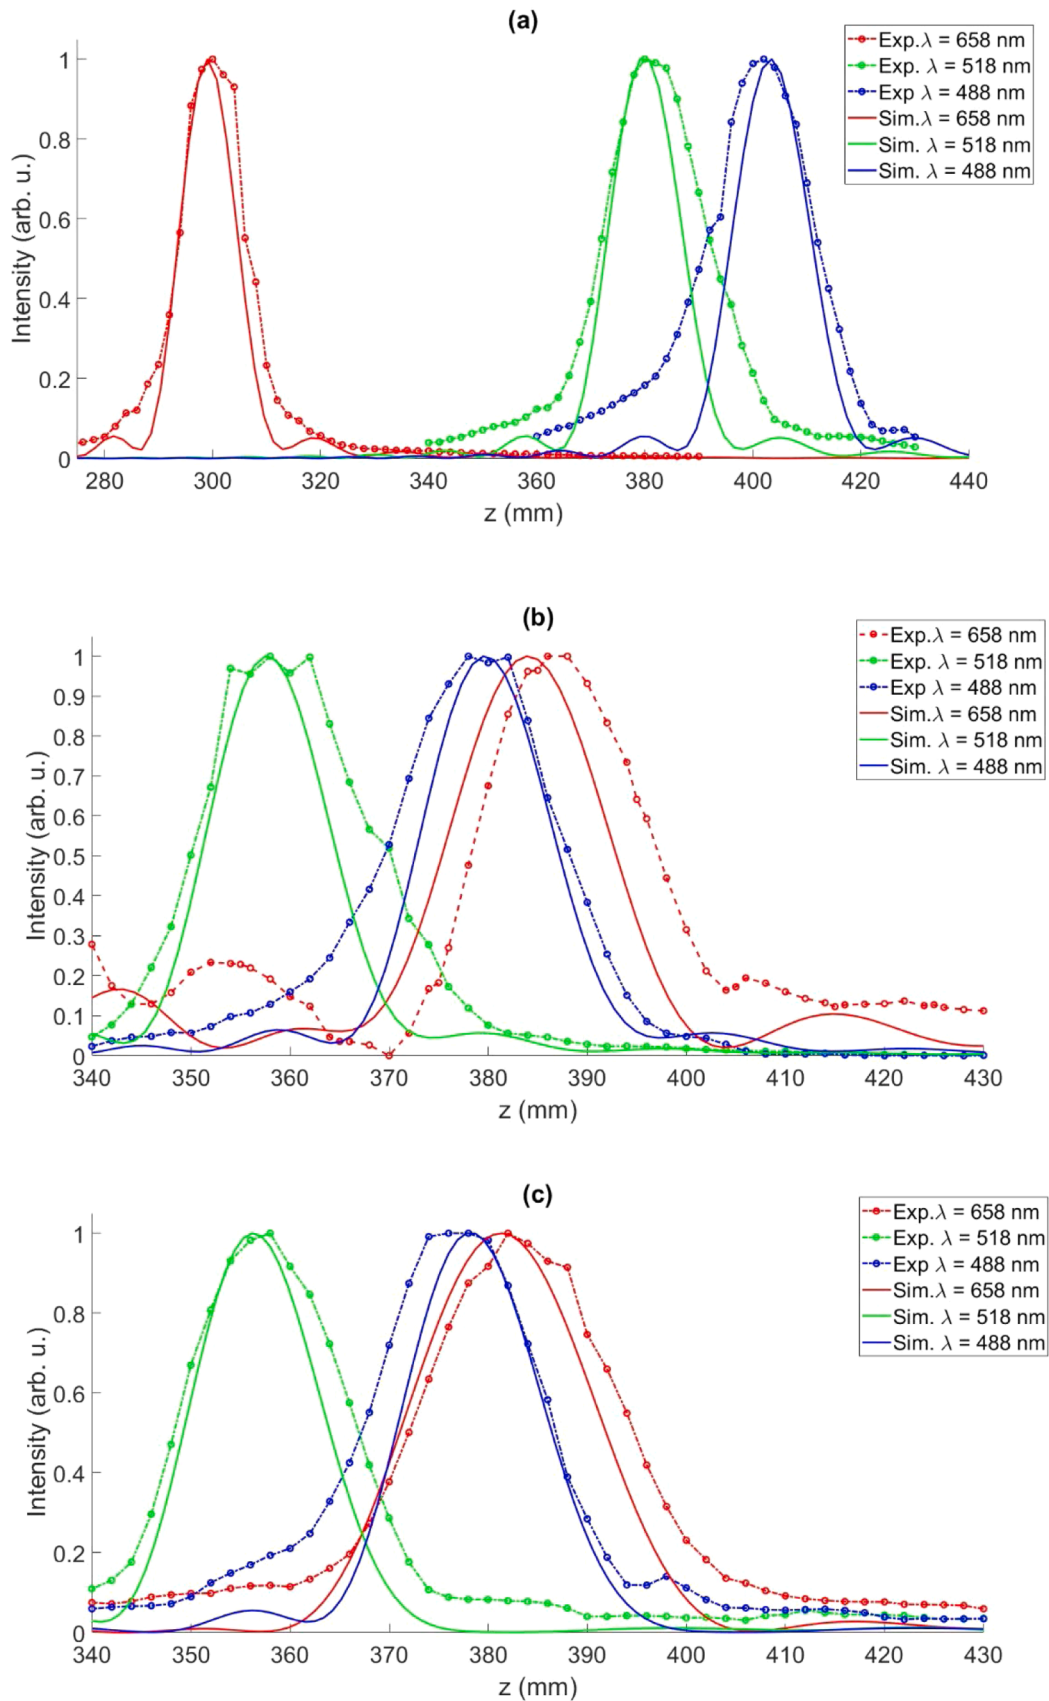 (a)
Exp.λ = 658 nm
Exp. λ = 518 nm
Exp λ = 488 nm
Sim.λ = 658 nm
Sim. λ = 518 nm
Sim. λ = 488 nm
Intensity (arb. u.)
1
0.8
0.6
0.4
0.2
0
280 300 320 340 360 380 400 420 440
z (mm)
(b)
Exp.λ = 658 nm
Exp. λ = 518 nm
Exp λ = 488 nm
Sim.λ = 658 nm
Sim. λ = 518 nm
Sim. λ = 488 nm
Intensity (arb. u.)
1
0.9
0.8
0.7
0.6
0.5
0.4
0.3
0.2
0.1
0
340 350 360 370 380 390 400 410 420 430
z (mm)
(c)
Exp.λ = 658 nm
Exp. λ = 518 nm
Exp λ = 488 nm
Sim.λ = 658 nm
Sim. λ = 518 nm
Sim. λ = 488 nm
Intensity (arb. u.)
1
0.8
0.6
0.4
0.2
0
340 350 360 370 380 390 400 410 420 430
z (mm)